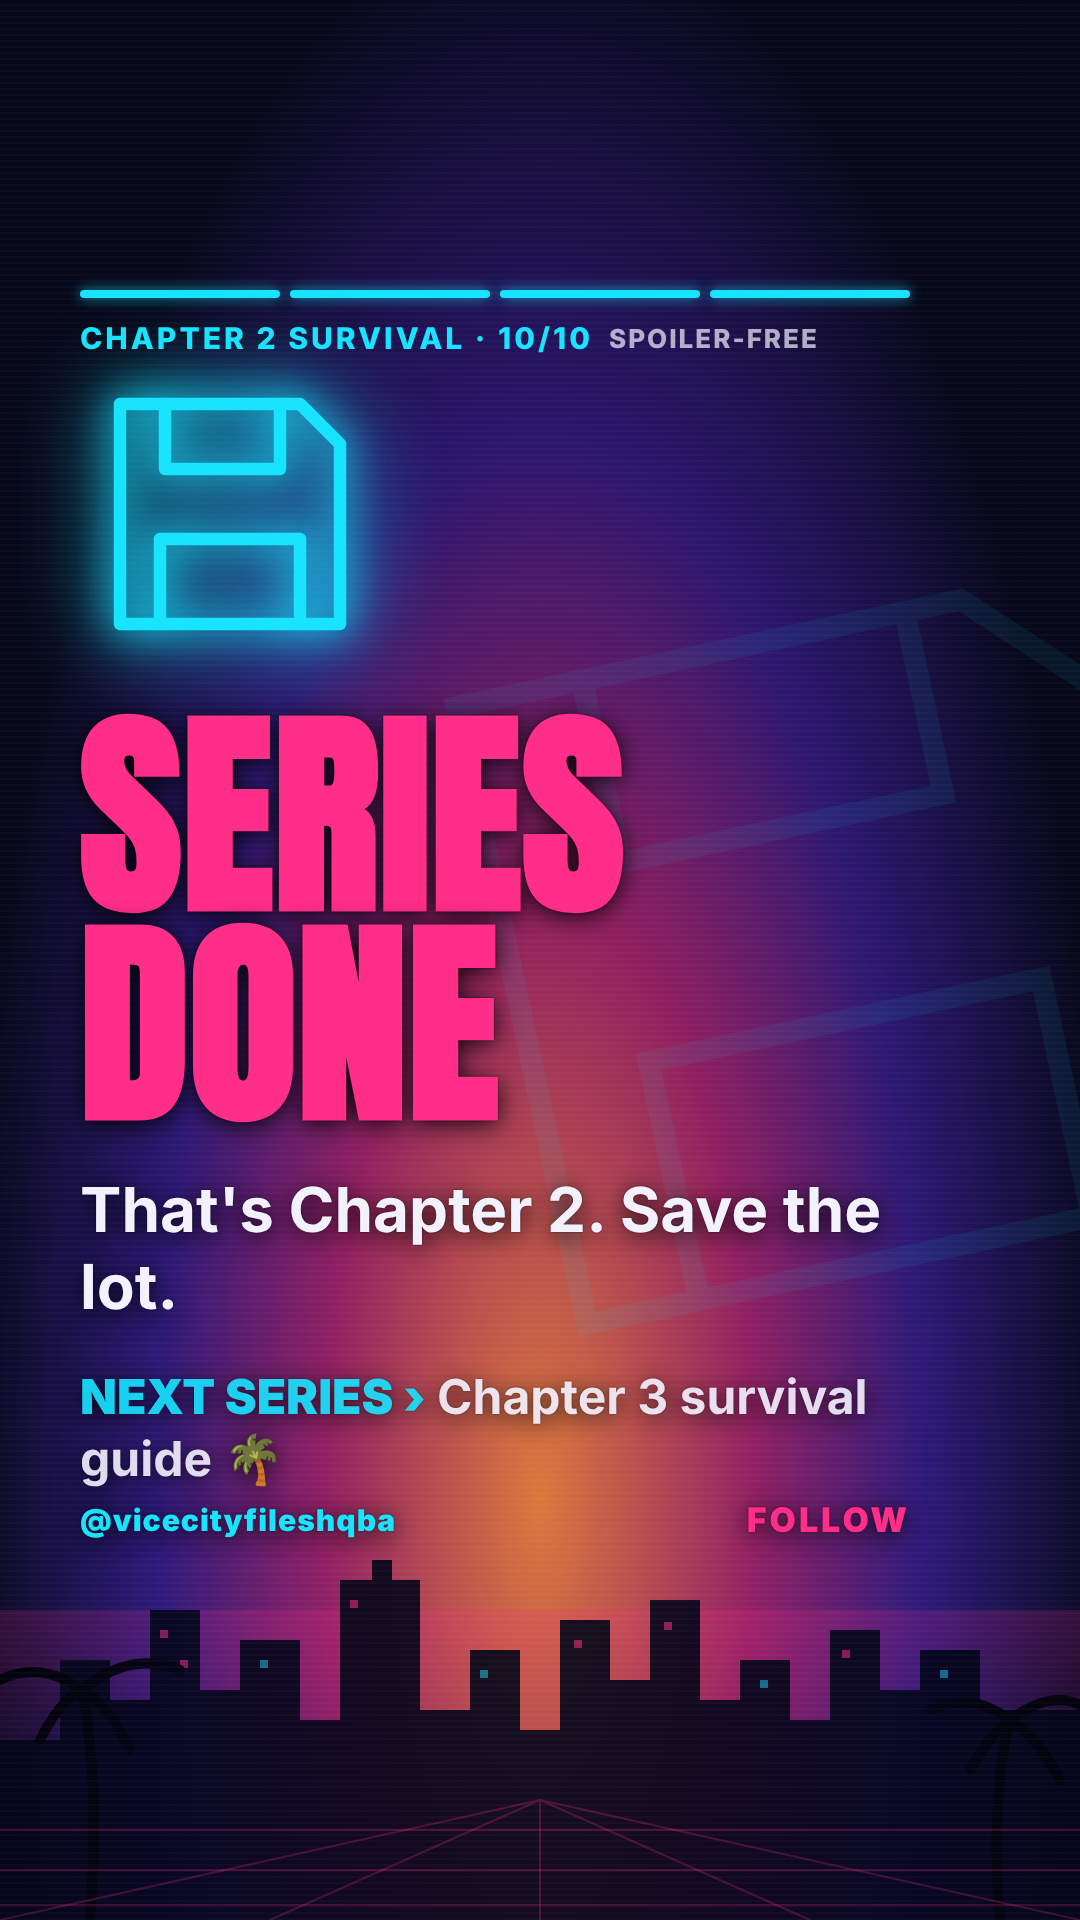 CHAPTER 2 SURVIVAL · 10/10 SPOILER-FREE
SERIES
DONE
That's Chapter 2. Save the
lot.
NEXT SERIES › Chapter 3 survival
guide 🌴
@vicecityfileshqba FOLLOW